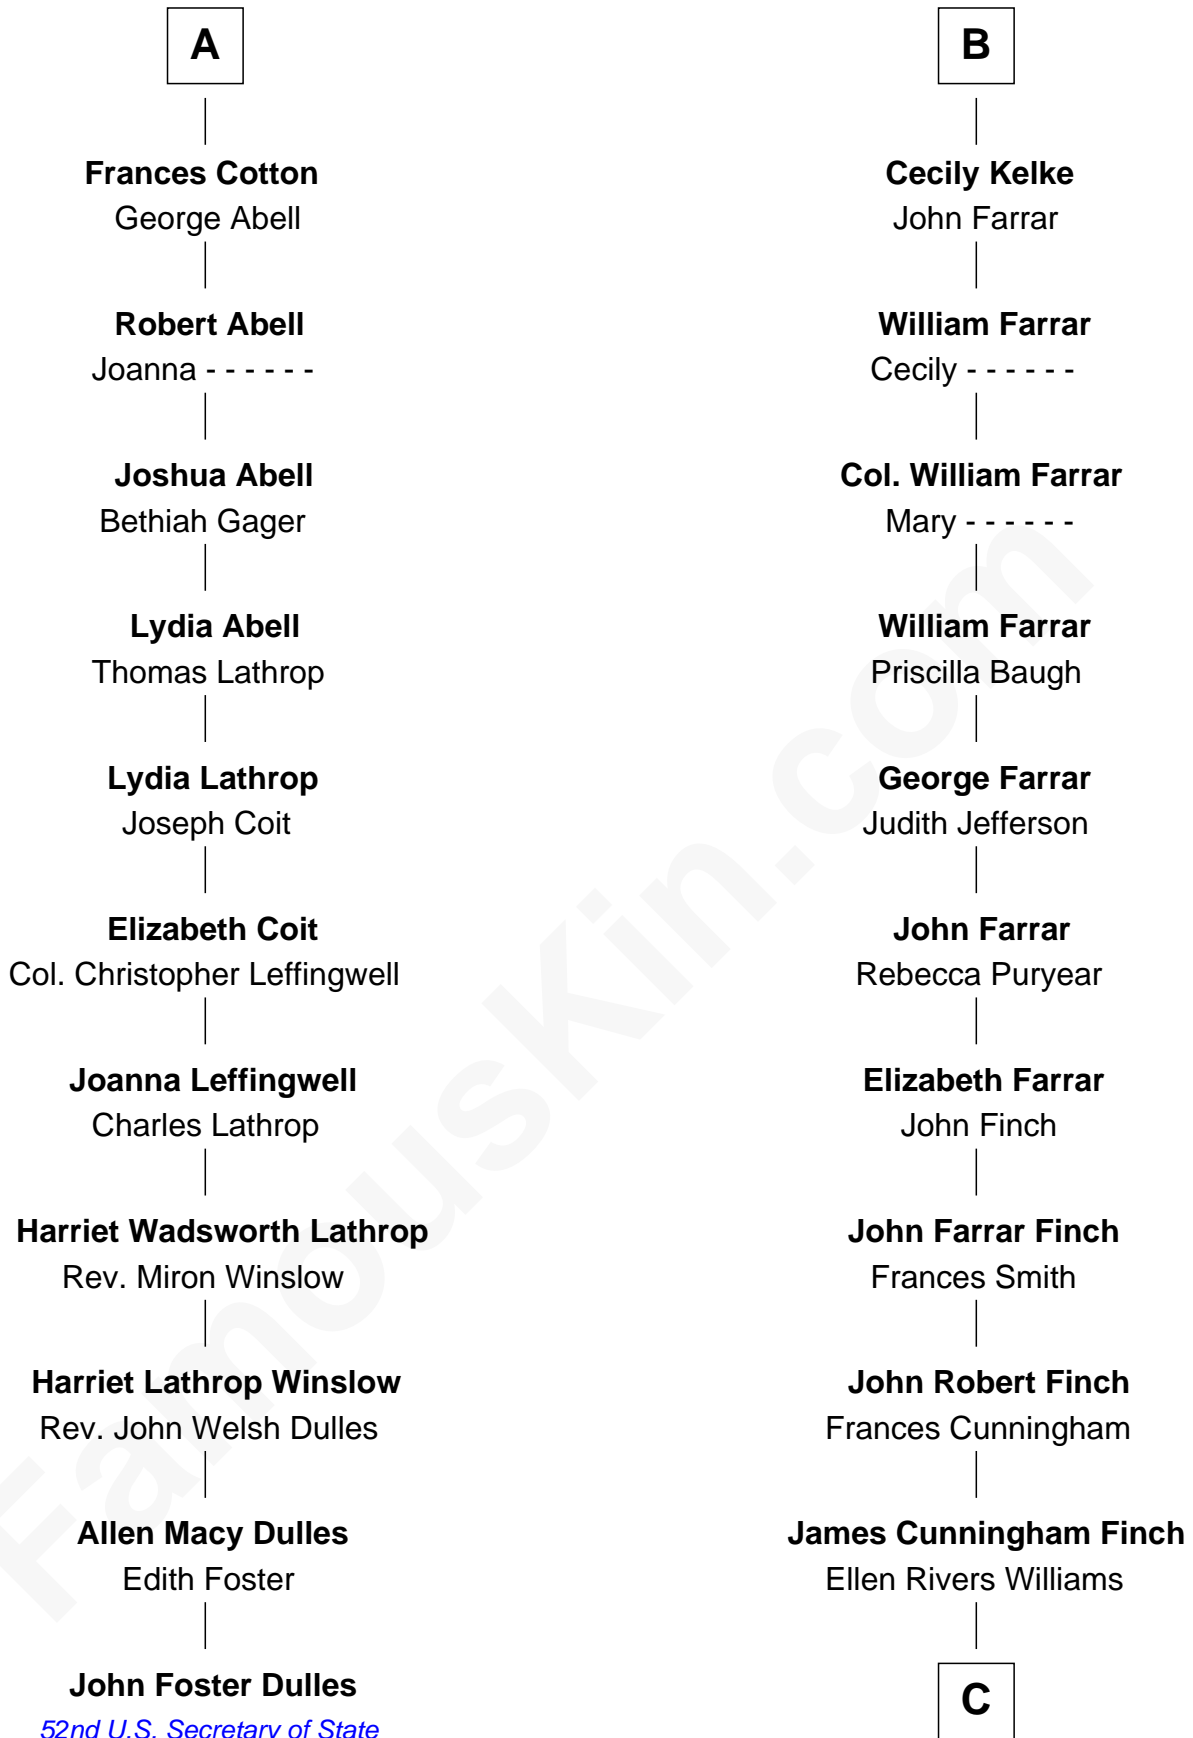 A
Frances Cotton
George Abell
Robert Abell
Joanna - - - - - -
Joshua Abell
Bethiah Gager
Lydia Abell
Thomas Lathrop
Lydia Lathrop
Joseph Coit
Elizabeth Coit
Col. Christopher Leffingwell
Joanna Leffingwell
Charles Lathrop
Harriet Wadsworth Lathrop
Rev. Miron Winslow
Harriet Lathrop Winslow
Rev. John Welsh Dulles
Allen Macy Dulles
Edith Foster
John Foster Dulles
52nd U.S. Secretary of State
B
Cecily Kelke
John Farrar
William Farrar
Cecily - - - - - -
Col. William Farrar
Mary - - - - - -
William Farrar
Priscilla Baugh
George Farrar
Judith Jefferson
John Farrar
Rebecca Puryear
Elizabeth Farrar
John Finch
John Farrar Finch
Frances Smith
John Robert Finch
Frances Cunningham
James Cunningham Finch
Ellen Rivers Williams
C
FamousKin.com